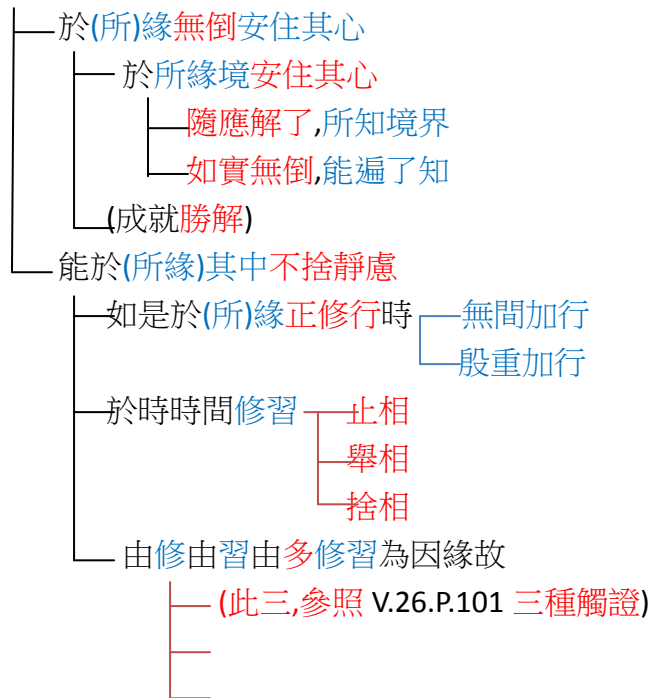 於(所)緣無倒安住其心
於所緣境安住其心
隨應解了,所知境界
如實無倒,能遍了知
(成就勝解)
能於(所緣)其中不捨靜慮
如是於(所)緣正修行時 無間加行
殷重加行
於時時間修習 止相
舉相
捨相
由修由習由多修習為因緣故
(此三,參照 V.26.P.101 三種觸證)